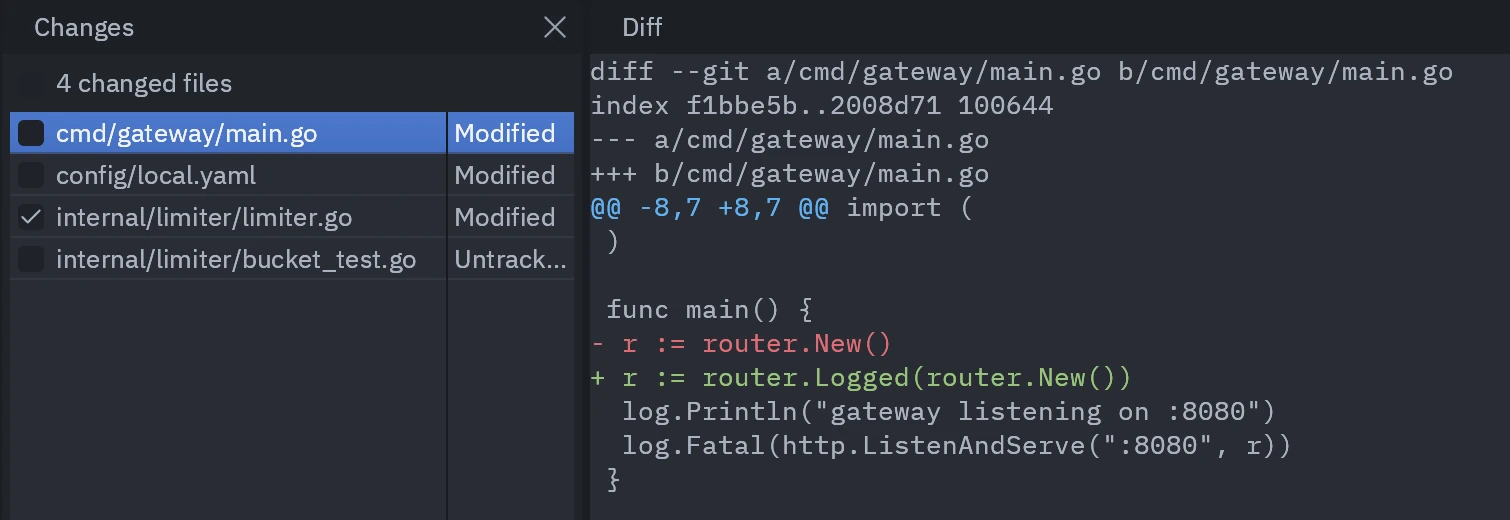 Changes
4 changed files
cmd/gateway/main.go Modified
config/local.yaml Modified
internal/limiter/limiter.go Modified
internal/limiter/bucket_test.go Untrack...
Diff
diff --git a/cmd/gateway/main.go b/cmd/gateway/main.go
index f1bbe5b..2008d71 100644
--- a/cmd/gateway/main.go
+++ b/cmd/gateway/main.go
@@ -8,7 +8,7 @@ import (
 )

 func main() {
- r := router.New()
+ r := router.Logged(router.New())
  log.Println("gateway listening on :8080")
  log.Fatal(http.ListenAndServe(":8080", r))
 }